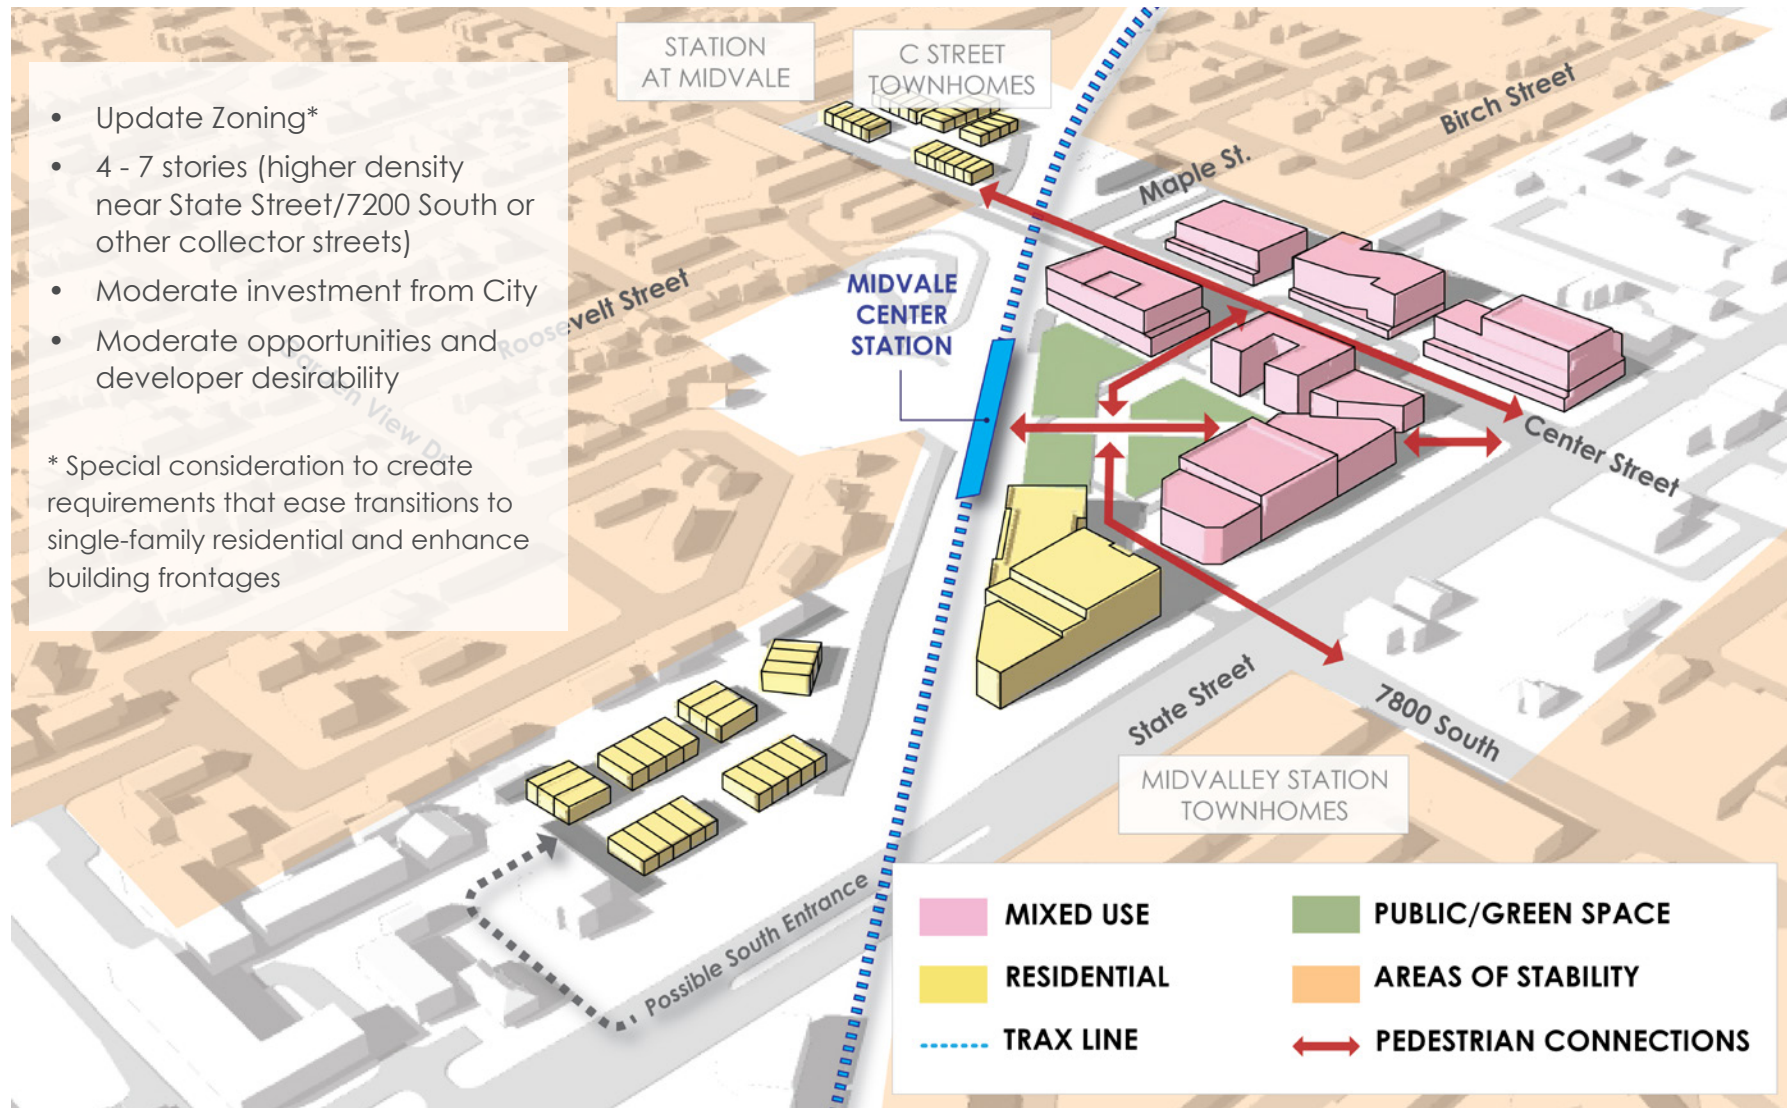 STATION
AT MIDVALE
C STREET
TOWNHOMES
• Update Zoning*
• 4 - 7 stories (higher density
near State Street/7200 South or
other collector streets)
• Moderate investment from City
• Moderate opportunities and
developer desirability
* Special consideration to create
requirements that ease transitions to
single-family residential and enhance
building frontages
Birch Street
Maple St.
Roosevelt Street
Garden View Dr.
MIDVALE
CENTER
STATION
Center Street
State Street
7800 South
MIDVALLEY STATION
TOWNHOMES
Possible South Entrance
MIXED USE
RESIDENTIAL
TRAX LINE
PUBLIC/GREEN SPACE
AREAS OF STABILITY
PEDESTRIAN CONNECTIONS